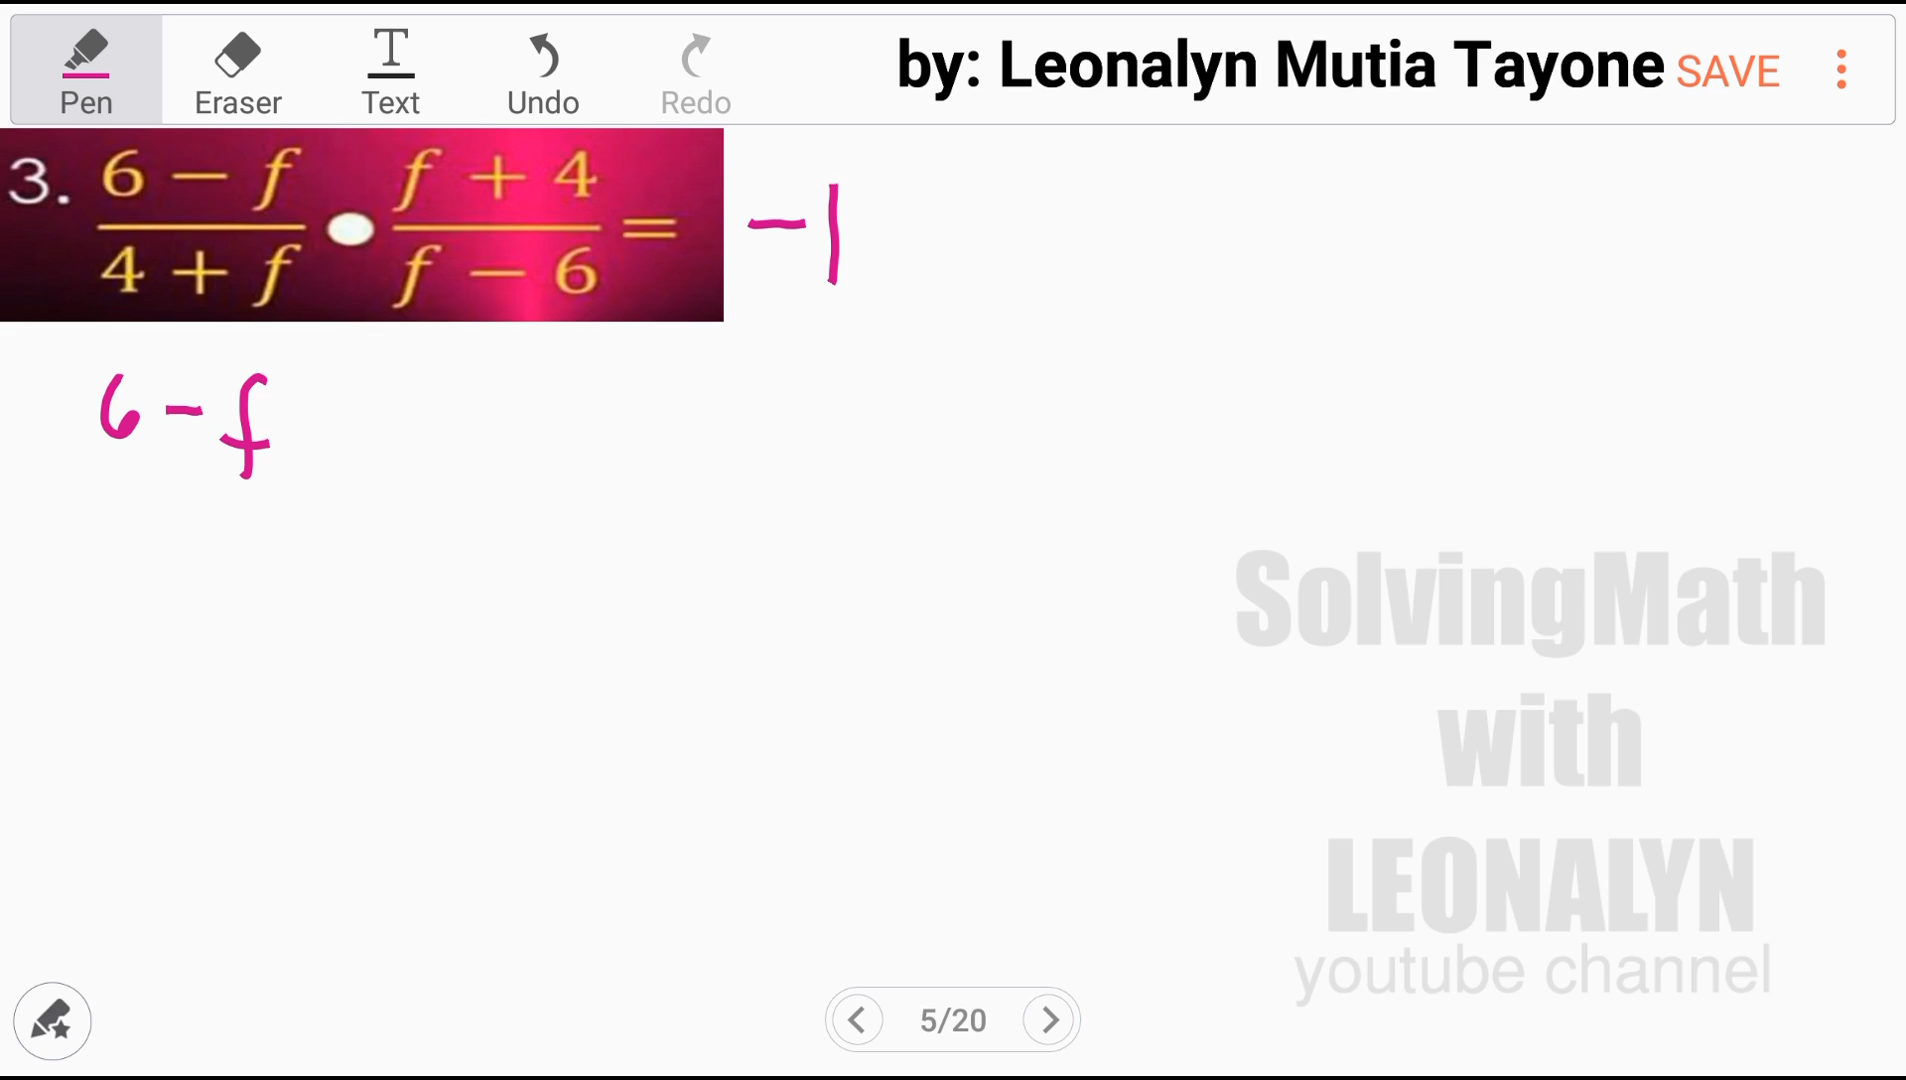 Pen Eraser Text Undo Redo by: Leonalyn Mutia Tayone SAVE
3. (6 − f)/(4 + f) • (f + 4)/(f − 6) = −1
6 − f
SolvingMath
with
LEONALYN
youtube channel
5/20